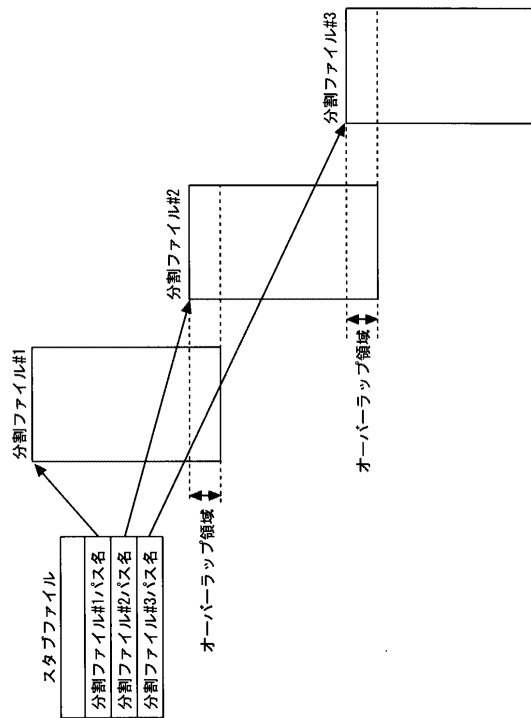 スタブファイル
分割ファイル#1パス名
分割ファイル#2パス名
分割ファイル#3パス名
分割ファイル#1
オーバーラップ領域
分割ファイル#2
オーバーラップ領域
分割ファイル#3